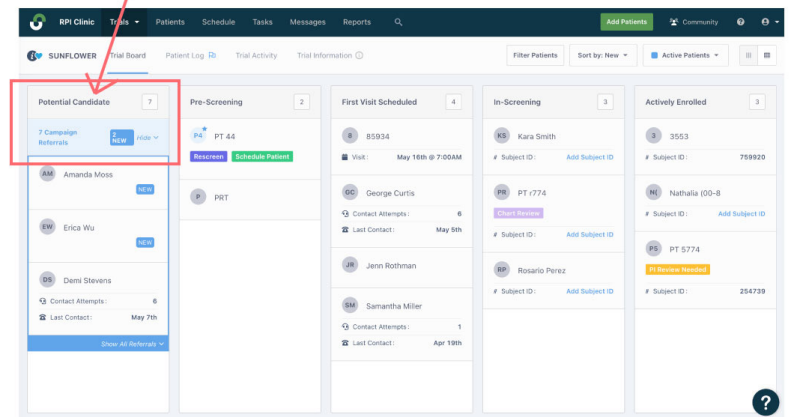 RPI Clinic Trials Patients Schedule Tasks Messages Reports Add Patients Community
SUNFLOWER Trial Board Patient Log Trial Activity Trial Information Filter Patients Sort by: New Active Patients
Potential Candidate 7
7 Campaign
Referrals
2
NEW
Hide
AM Amanda Moss
NEW
EW Erica Wu
NEW
DS Demi Stevens
Contact Attempts: 6
Last Contact: May 7th
Show All Referrals
Pre-Screening 2
P4 PT 44
Rescreen Schedule Patient
P PRT
First Visit Scheduled 4
8 85934
Visit: May 16th @ 7:00AM
GC George Curtis
Contact Attempts: 6
Last Contact: May 5th
JR Jenn Rothman
SM Samantha Miller
Contact Attempts: 1
Last Contact: Apr 19th
In-Screening 3
KS Kara Smith
# Subject ID: Add Subject ID
PR PT r774
Chart Review
# Subject ID: Add Subject ID
RP Rosario Perez
# Subject ID: Add Subject ID
Actively Enrolled 3
3 3553
# Subject ID: 759920
N( Nathalia (00-8
# Subject ID: Add Subject ID
P5 PT 5774
PI Review Needed
# Subject ID: 254739
?